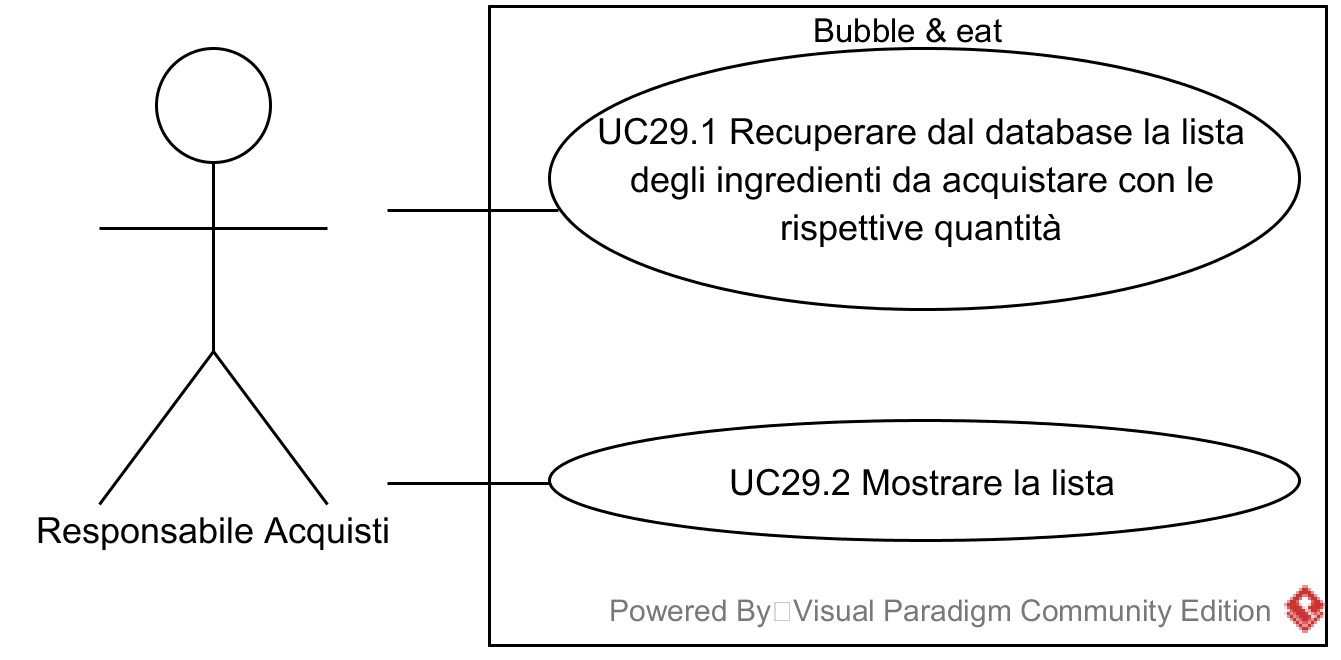 Bubble & eat
UC29.1 Recuperare dal database la lista
degli ingredienti da acquistare con le
rispettive quantità
UC29.2 Mostrare la lista
Responsabile Acquisti
Powered By Visual Paradigm Community Edition